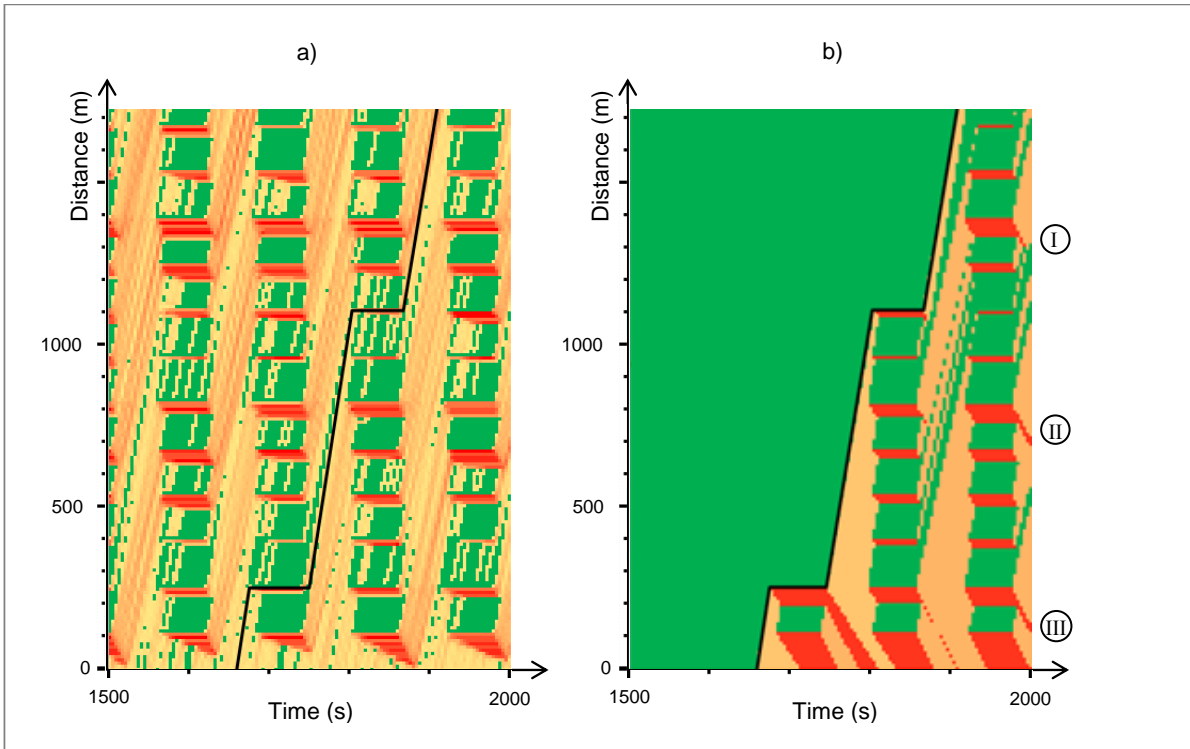 a)
b)
Distance (m)
1000
500
0
1500
2000
Time (s)
Distance (m)
1000
500
0
1500
2000
Time (s)
I
II
III